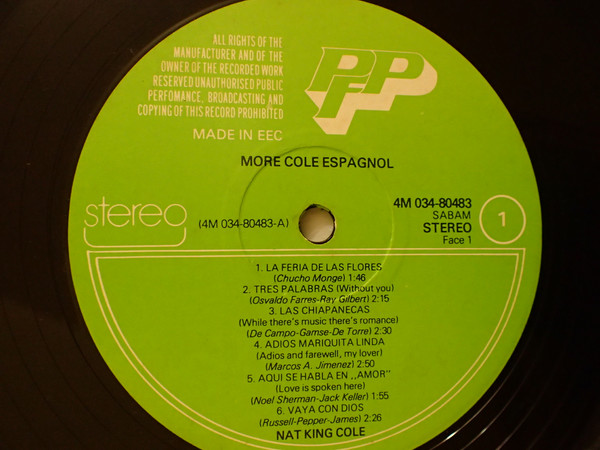 ALL RIGHTS OF THE
MANUFACTURER AND OF THE
OWNER OF THE RECORDED WORK
RESERVED UNAUTHORISED PUBLIC
PERFOMANCE, BROADCASTING AND
COPYING OF THIS RECORD PROHIBITED
MADE IN EEC
PFP
MORE COLE ESPAGNOL
stereo
(4M 034-80483-A)
4M 034-80483
SABAM
STEREO
Face 1
1
1. LA FERIA DE LAS FLORES
(Chucho Monge) 1:46
2. TRES PALABRAS (Without you)
(Osvaldo Farres-Ray Gilbert) 2:15
3. LAS CHIAPANECAS
(While there's music there's romance)
(De Campo-Gamse-De Torre) 2:30
4. ADIOS MARIQUITA LINDA
(Adios and farewell, my lover)
(Marcos A. Jimenez) 2:50
5. AQUI SE HABLA EN ,,AMOR"
(Love is spoken here)
(Noel Sherman-Jack Keller) 1:55
6. VAYA CON DIOS
(Russell-Pepper-James) 2:26
NAT KING COLE